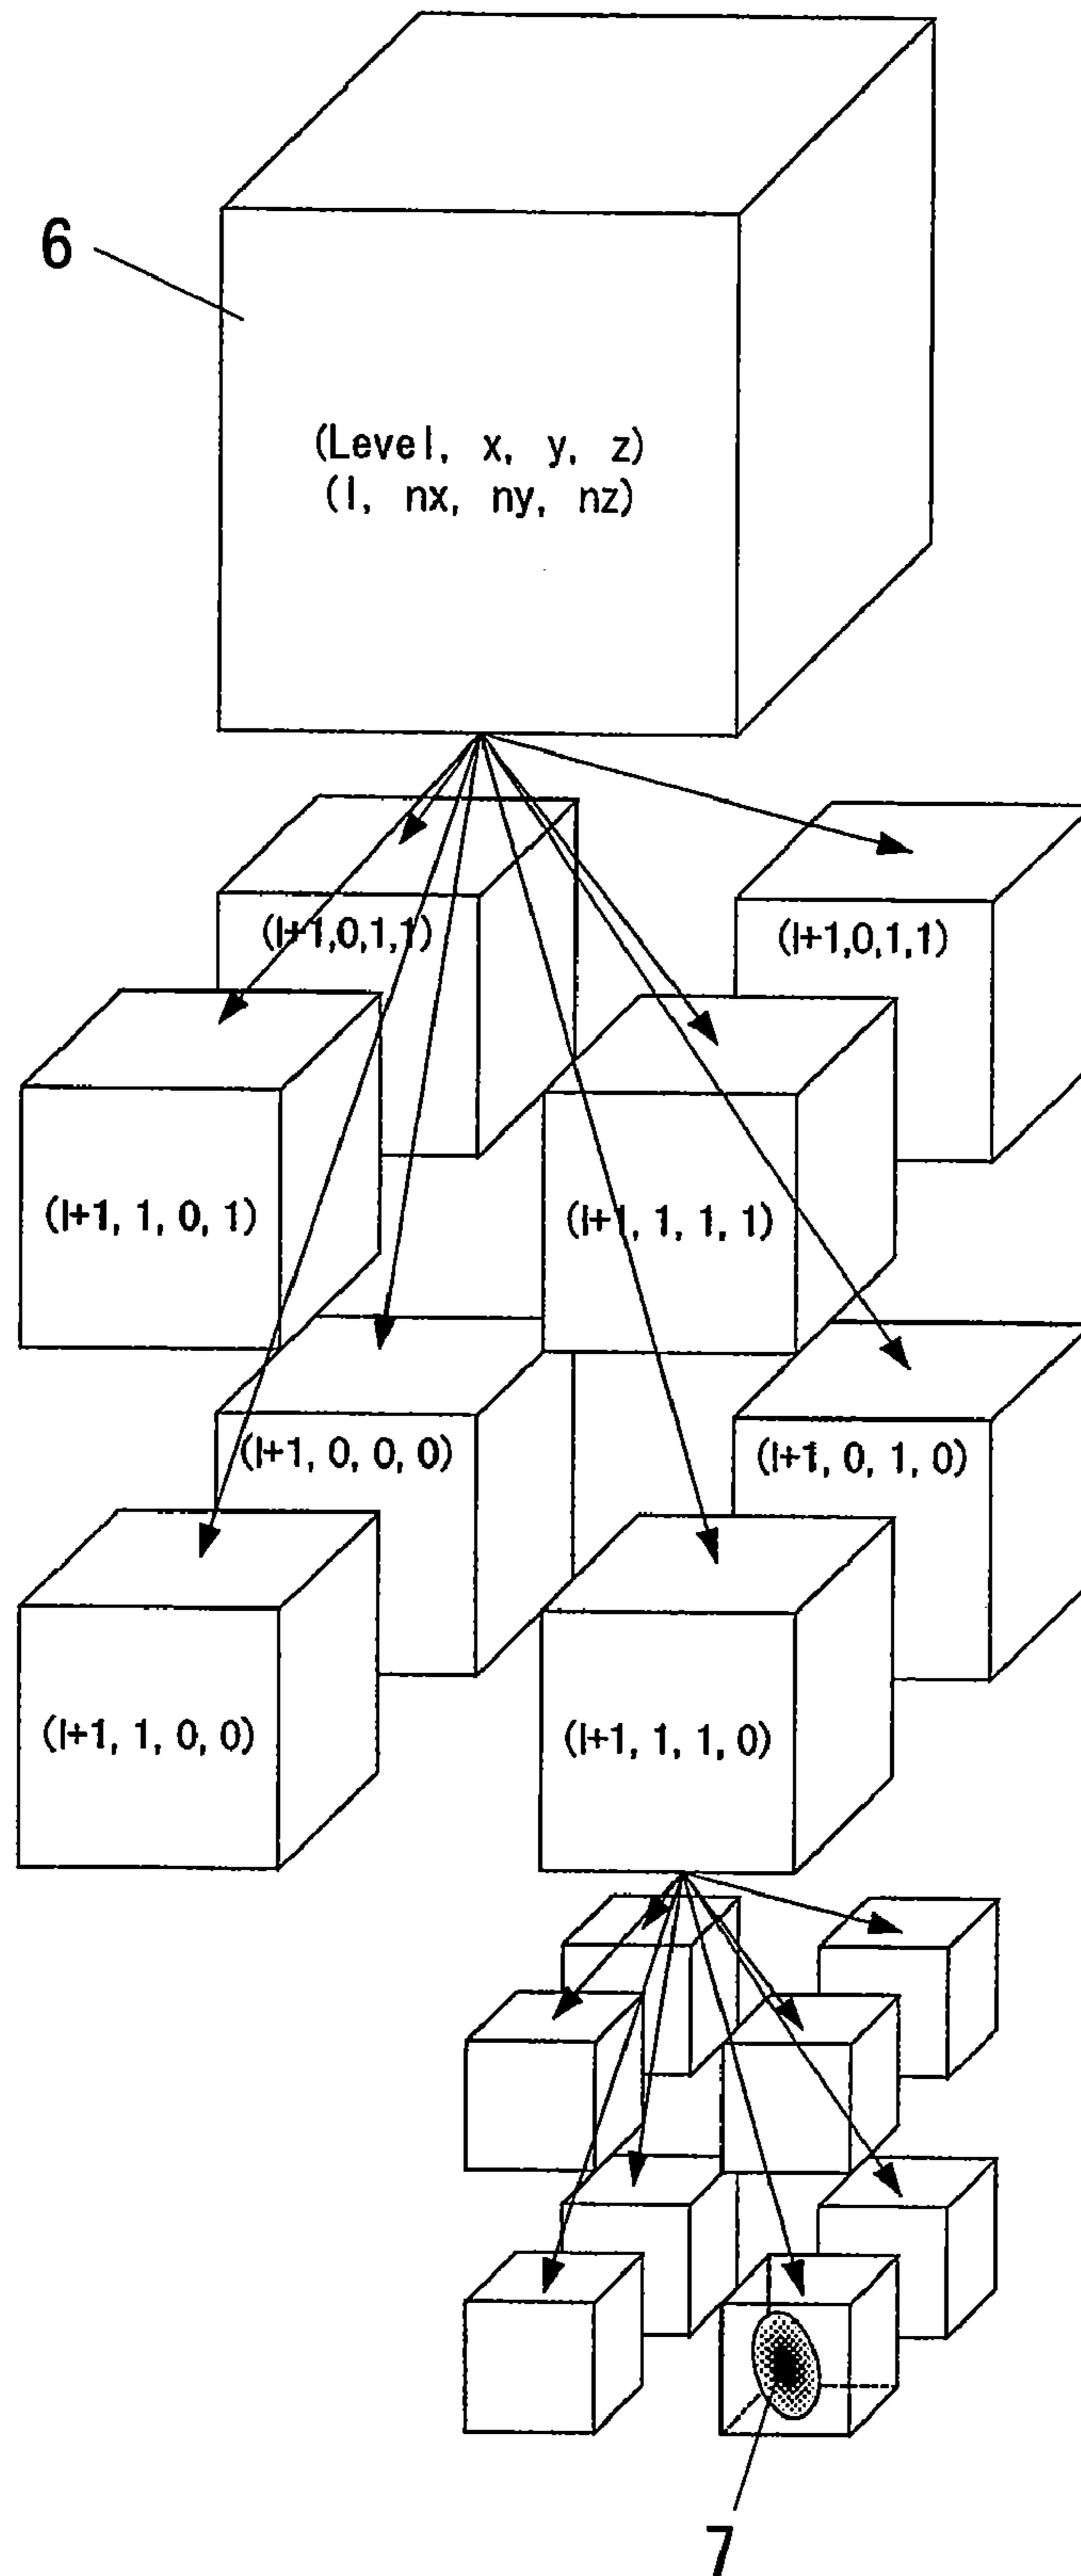 6
(Level, x, y, z)
(l, nx, ny, nz)
(l+1,0,1,1)
(l+1,0,1,1)
(l+1, 1, 0, 1)
(l+1, 1, 1, 1)
(l+1, 0, 0, 0)
(l+1, 0, 1, 0)
(l+1, 1, 0, 0)
(l+1, 1, 1, 0)
7